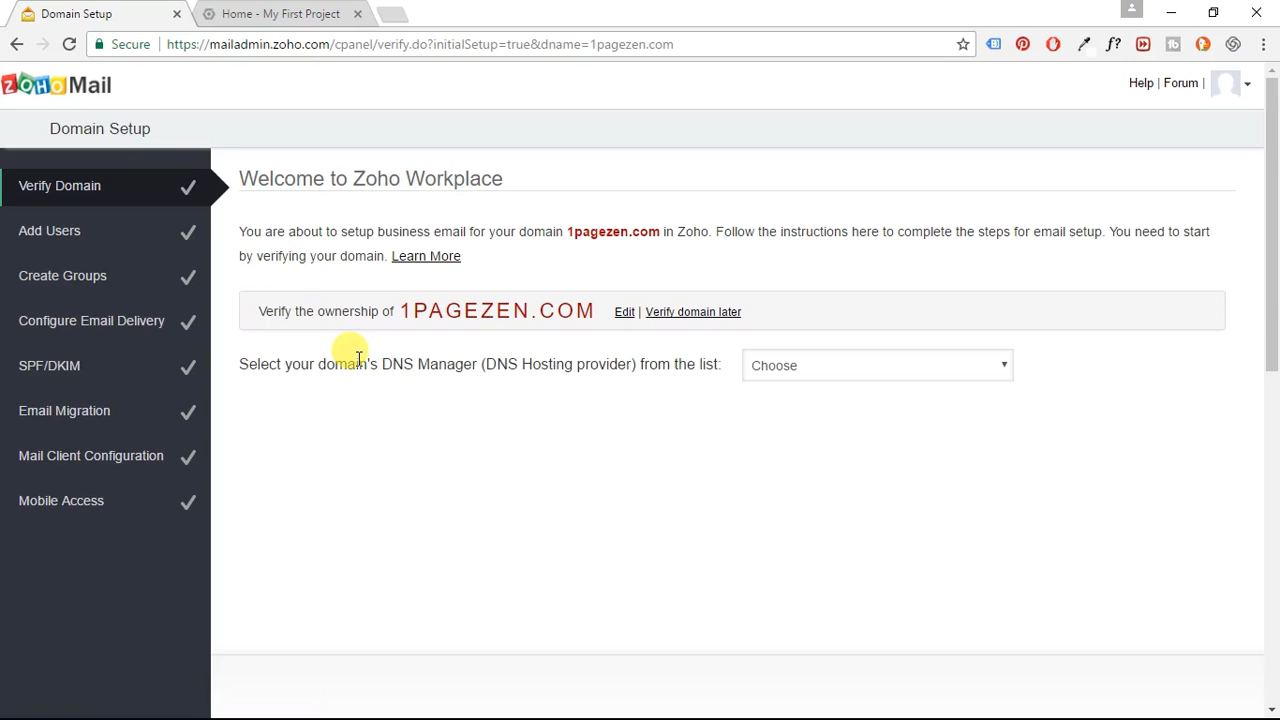 Domain Setup
Home - My First Project
Secure
https://mailadmin.zoho.com/cpanel/verify.do?initialSetup=true&dname=1pagezen.com
f?
ZOHO Mail
Help | Forum |
Domain Setup
Verify Domain
Add Users
Create Groups
Configure Email Delivery
SPF/DKIM
Email Migration
Mail Client Configuration
Mobile Access
Welcome to Zoho Workplace
You are about to setup business email for your domain 1pagezen.com in Zoho. Follow the instructions here to complete the steps for email setup. You need to start
by verifying your domain. Learn More
Verify the ownership of 1PAGEZEN.COM Edit | Verify domain later
Select your domain's DNS Manager (DNS Hosting provider) from the list: Choose